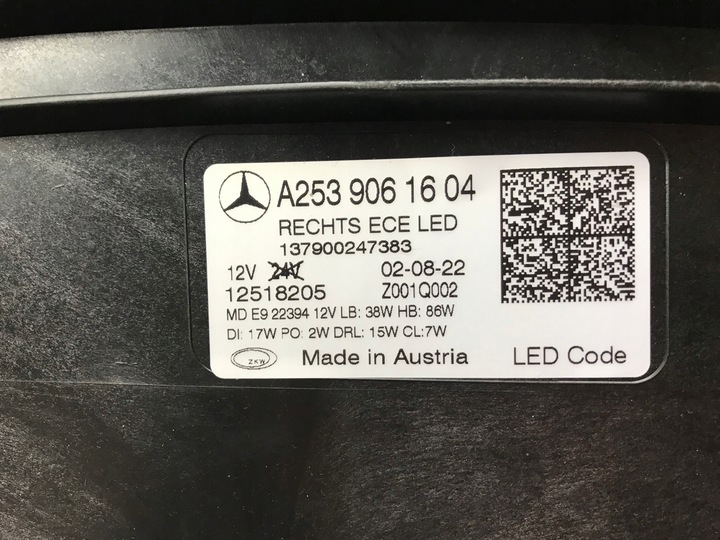 A253 906 16 04
RECHTS ECE LED
137900247383
12V 24V 02-08-22
12518205 Z001Q002
MD E9 22394 12V LB: 38W HB: 86W
DI: 17W PO: 2W DRL: 15W CL:7W
ZKW Made in Austria LED Code